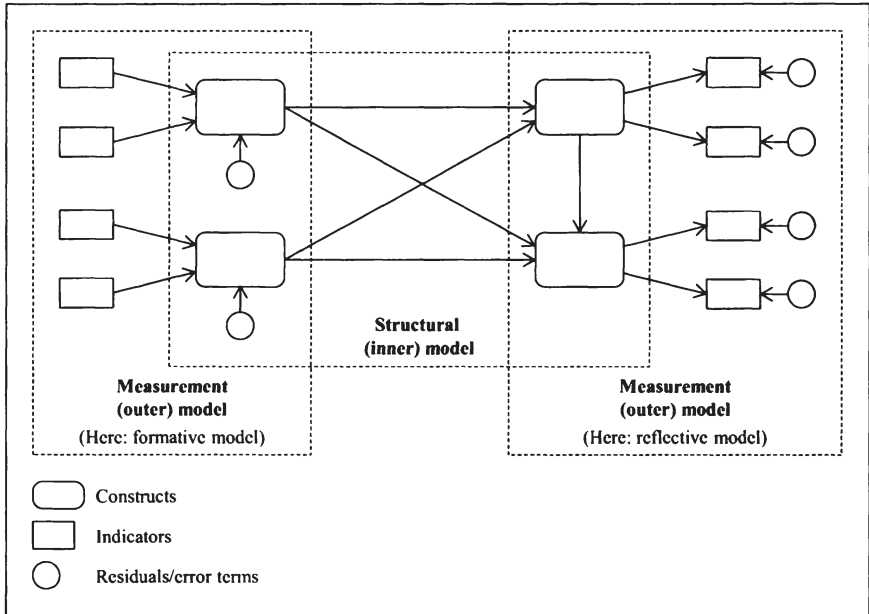 Structural
(inner) model
Measurement
(outer) model
(Here: formative model)
Measurement
(outer) model
(Here: reflective model)
Constructs
Indicators
Residuals/error terms